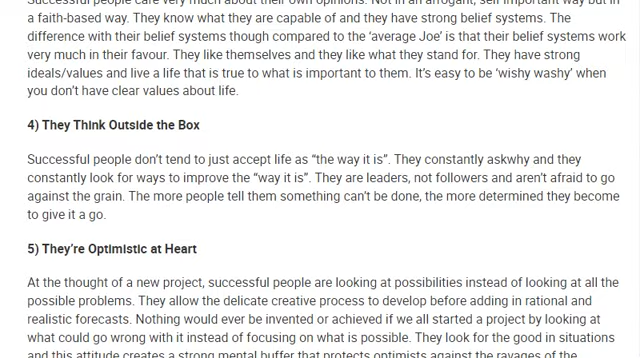 Successful people care very much about their own opinions. Not in an arrogant, self important way but in
a faith-based way. They know what they are capable of and they have strong belief systems. The
difference with their belief systems though compared to the ‘average Joe’ is that their belief systems work
very much in their favour. They like themselves and they like what they stand for. They have strong
ideals/values and live a life that is true to what is important to them. It’s easy to be ‘wishy washy’ when
you don’t have clear values about life.
4) They Think Outside the Box
Successful people don’t tend to just accept life as “the way it is”. They constantly askwhy and they
constantly look for ways to improve the “way it is”. They are leaders, not followers and aren’t afraid to go
against the grain. The more people tell them something can’t be done, the more determined they become
to give it a go.
5) They’re Optimistic at Heart
At the thought of a new project, successful people are looking at possibilities instead of looking at all the
possible problems. They allow the delicate creative process to develop before adding in rational and
realistic forecasts. Nothing would ever be invented or achieved if we all started a project by looking at
what could go wrong with it instead of focusing on what is possible. They look for the good in situations
and this attitude creates a strong mental buffer that protects optimists against the ravages of the